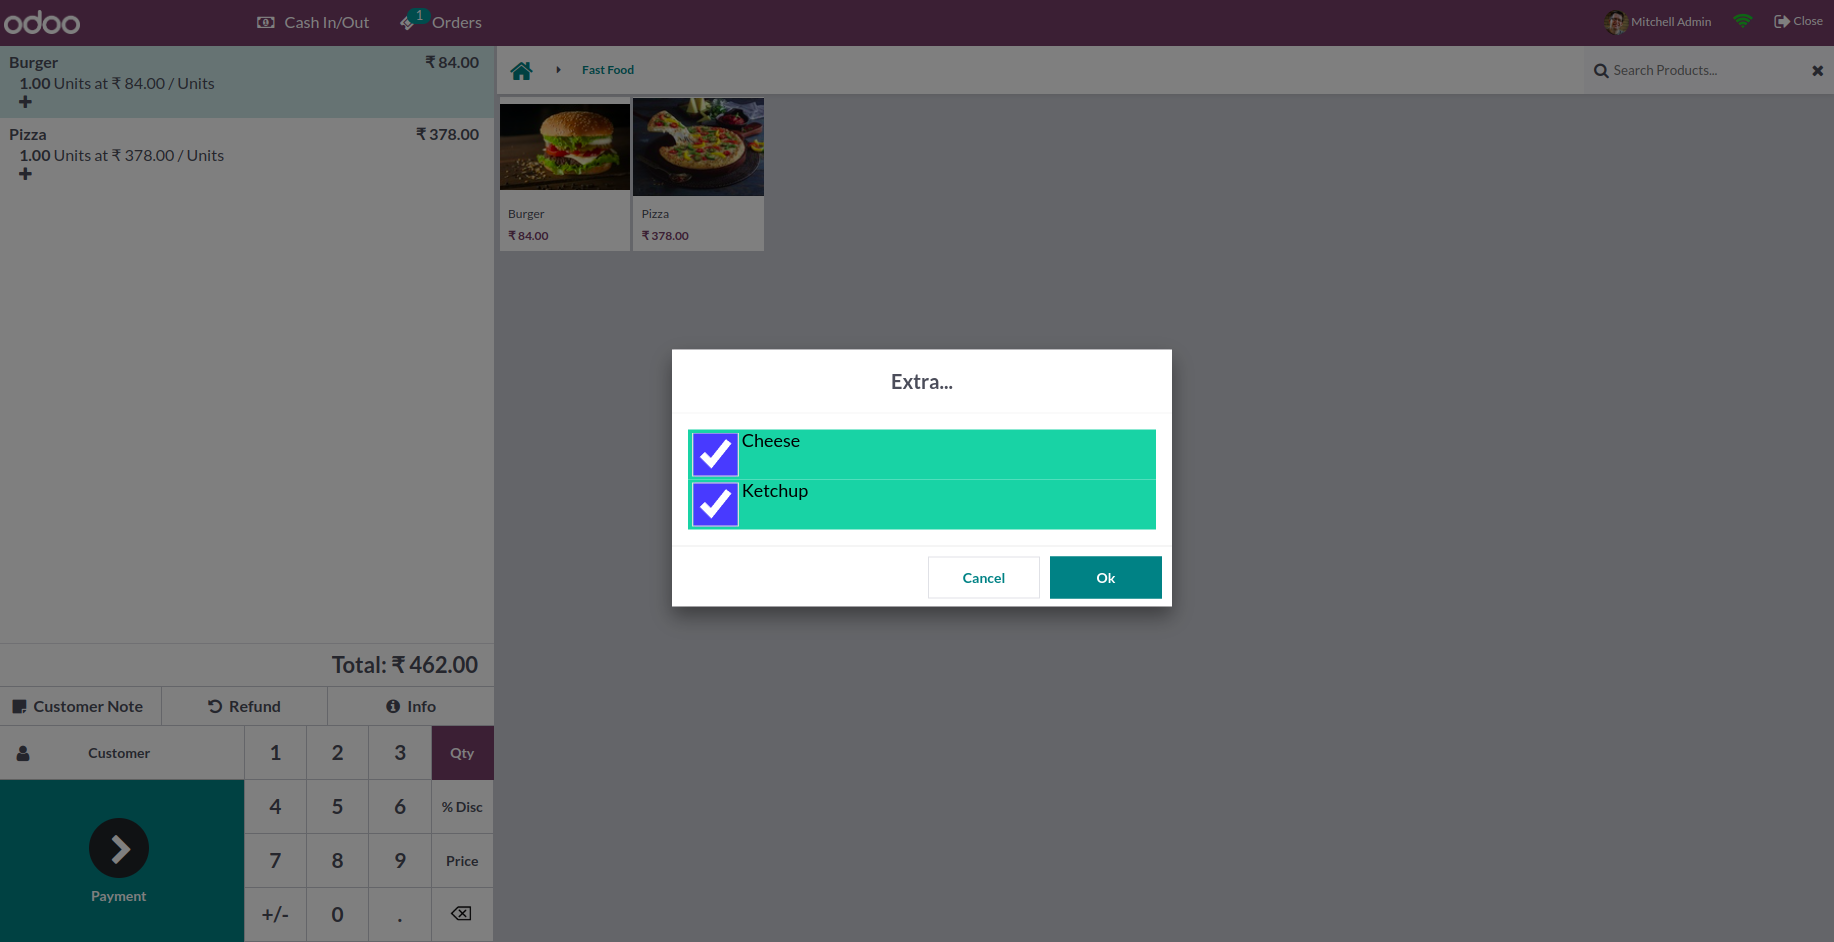 odoo
Cash In/Out
1
Orders
Mitchell Admin
Close
Burger ₹ 84.00
1.00 Units at ₹ 84.00 / Units
Pizza ₹ 378.00
1.00 Units at ₹ 378.00 / Units
Fast Food
Search Products...
Burger
₹ 84.00
Pizza
₹ 378.00
Extra...
Cheese
Ketchup
Cancel
Ok
Total: ₹ 462.00
Customer Note
Refund
Info
Customer
1 2 3 Qty
4 5 6 % Disc
7 8 9 Price
+/- 0 .
Payment